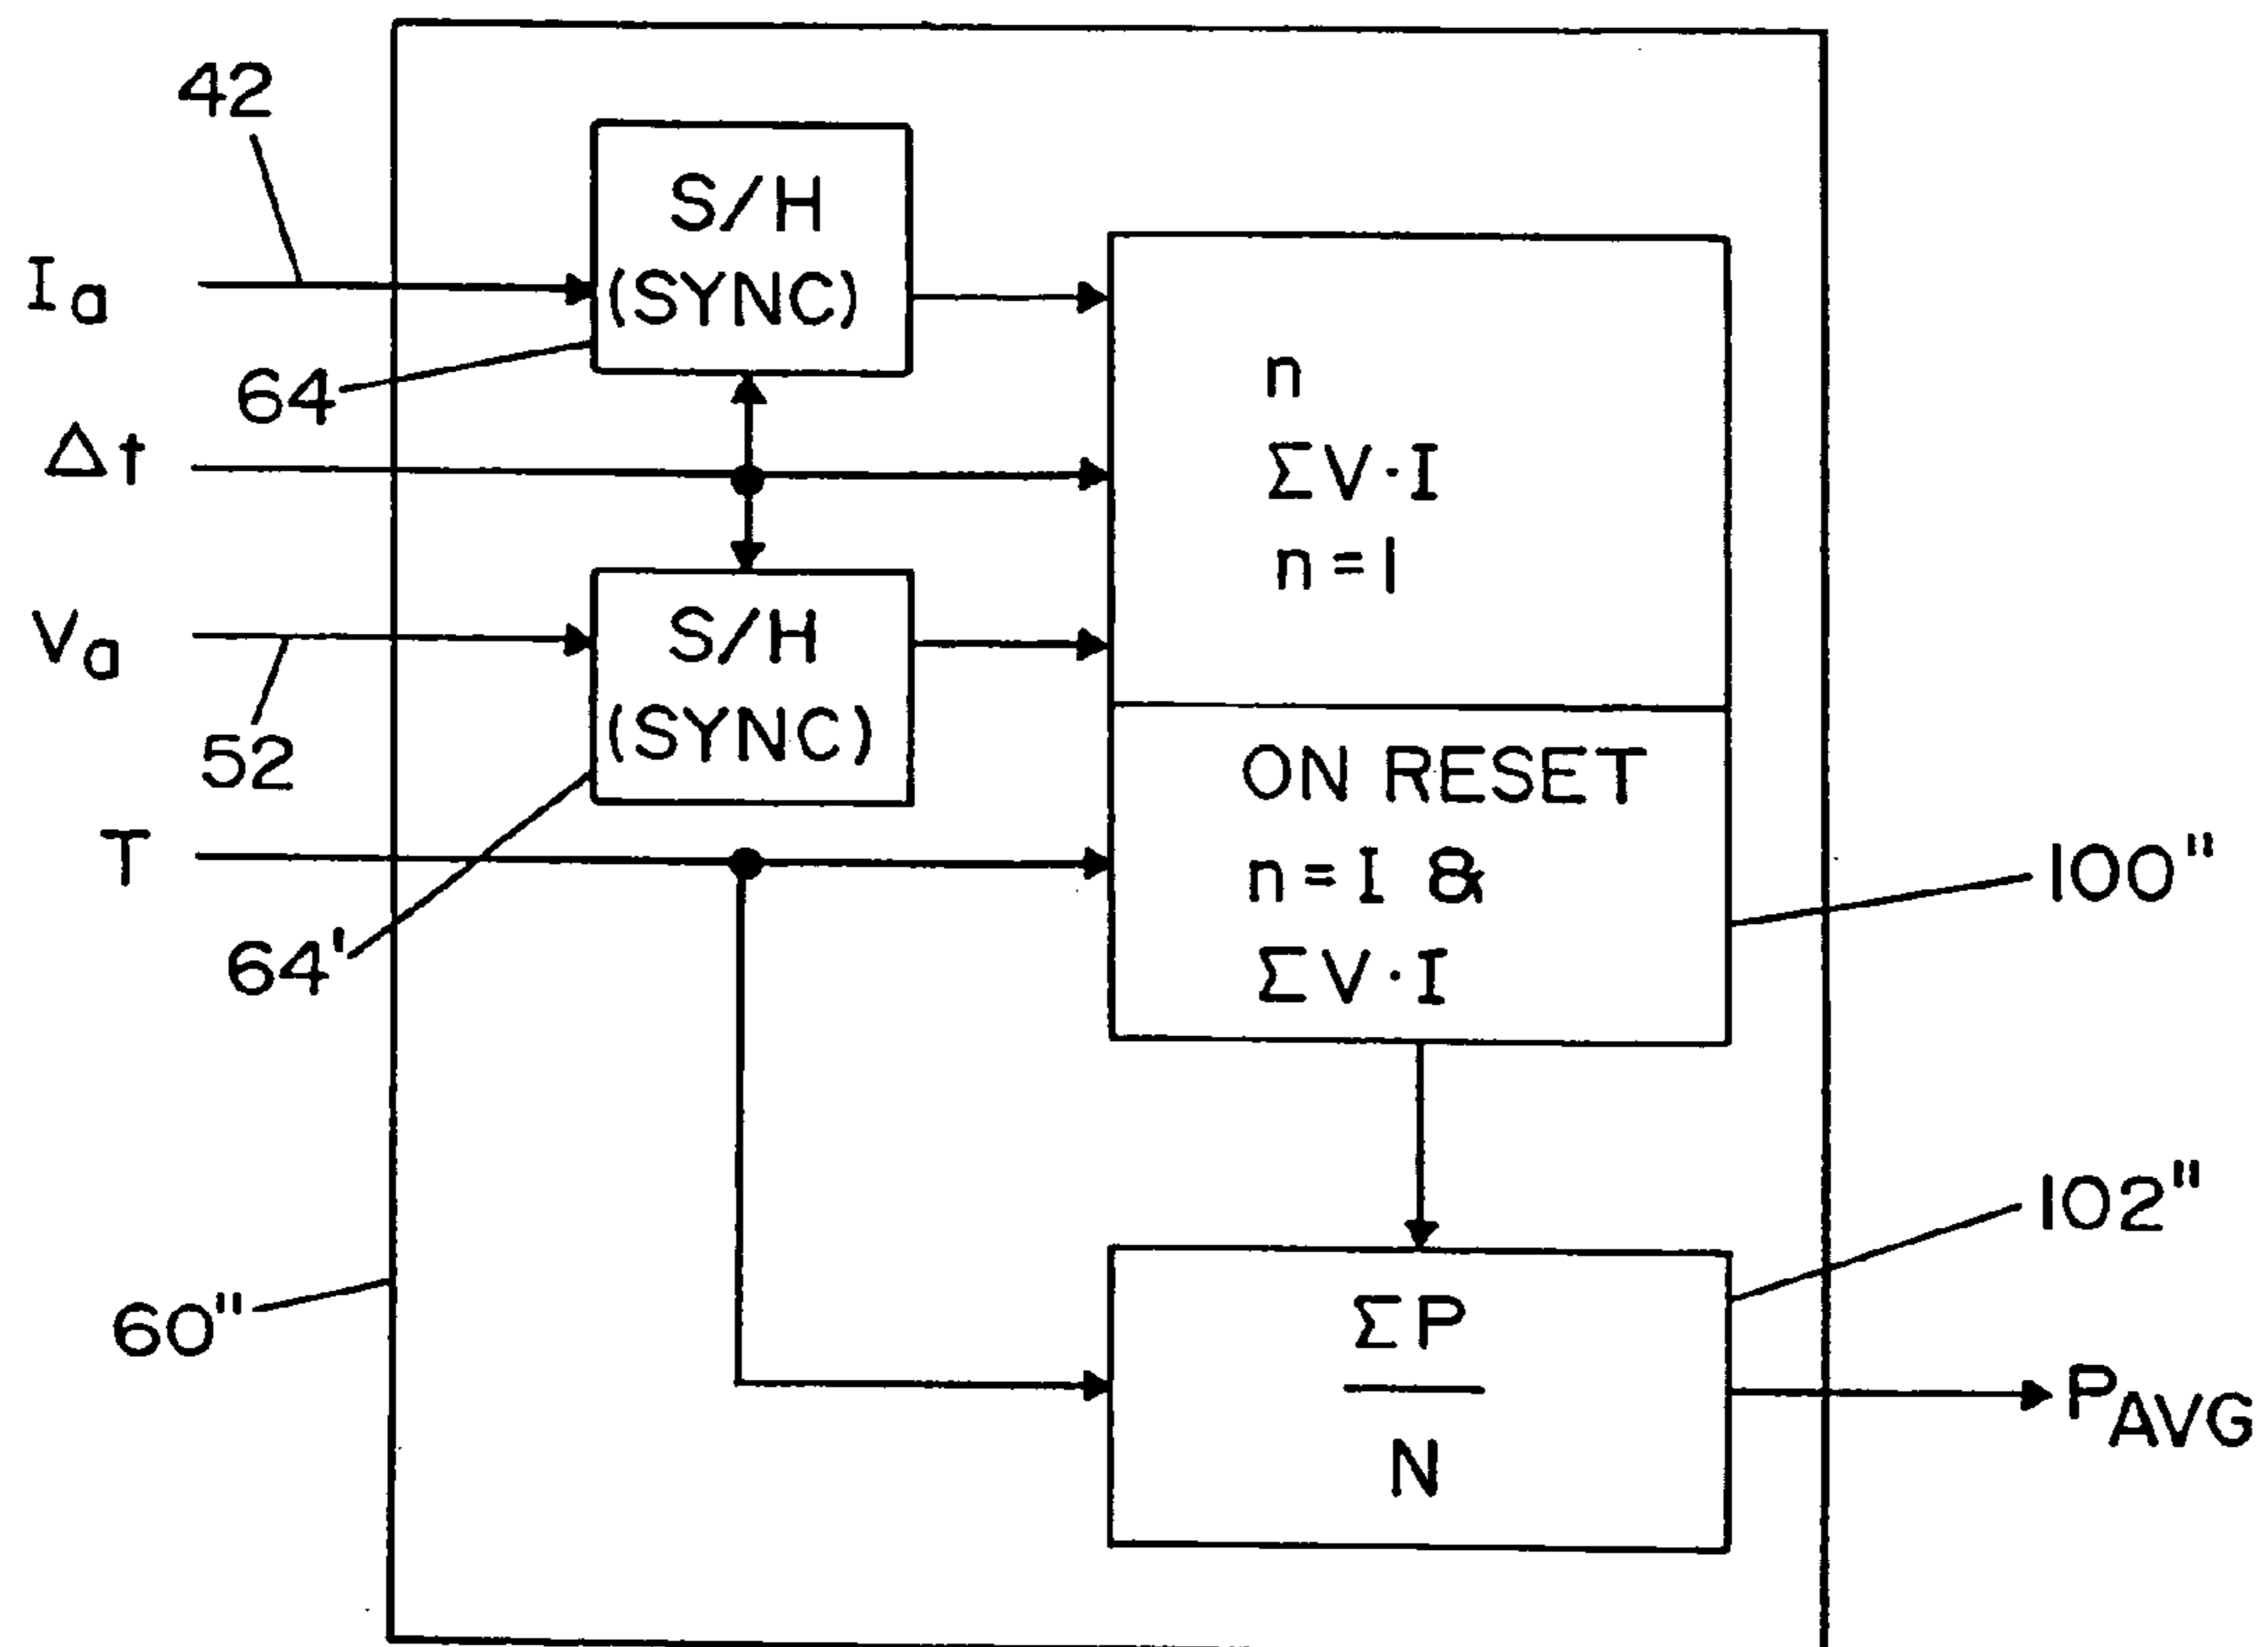 42
S/H
(SYNC)
Ia
64
Δt
n
ΣV·I
n=1
Va
S/H
(SYNC)
52
ON RESET
n=I &
ΣV·I
T
64'
100"
102"
60"
ΣP
N
PAVG